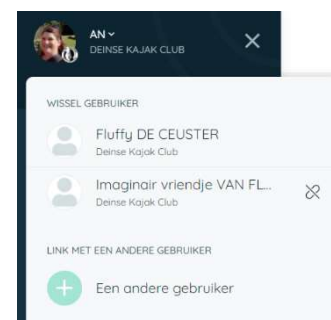 AN
DEINSE KAJAK CLUB
WISSEL GEBRUIKER
Fluffy DE CEUSTER
Deinse Kajak Club
Imaginair vriendje VAN FL...
Deinse Kajak Club
LINK MET EEN ANDERE GEBRUIKER
Een andere gebruiker